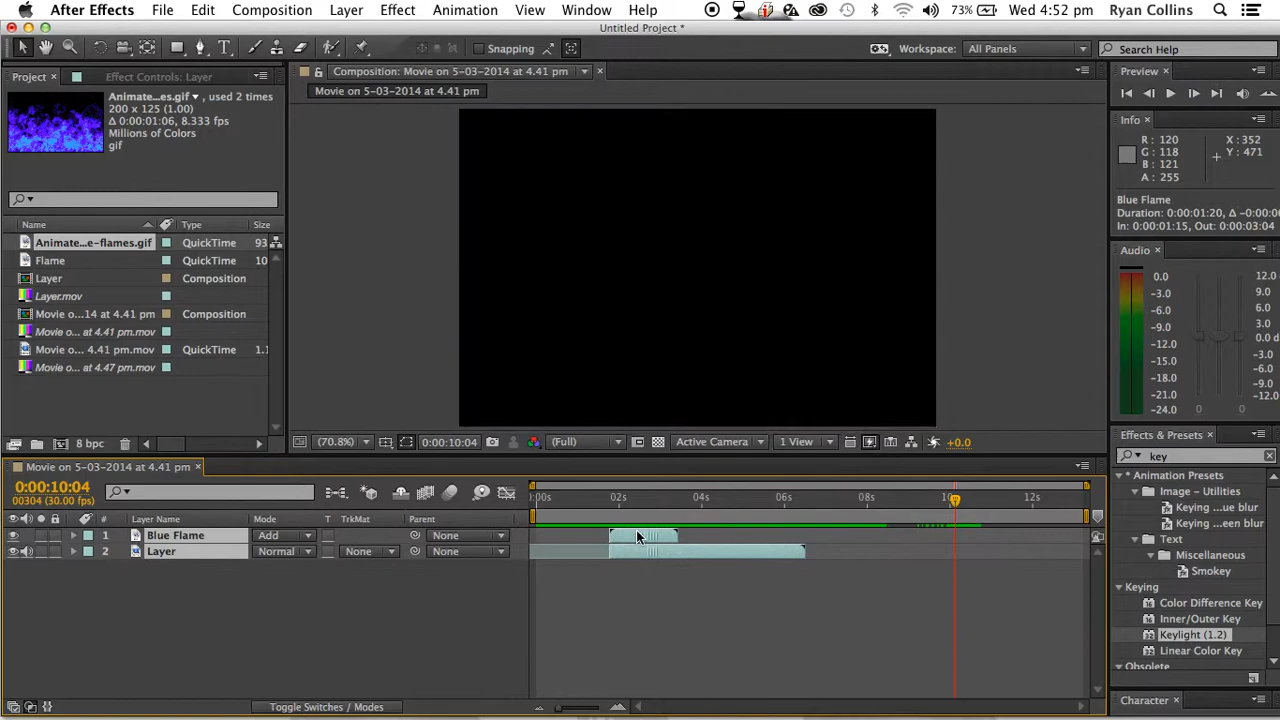 After Effects File Edit Composition Layer Effect Animation View Window Help 73% Wed 4:52 pm Ryan Collins
Untitled Project *
Snapping Workspace: All Panels Search Help
Project Effect Controls: Layer
Animate...es.gif , used 2 times
200 x 125 (1.00)
Δ 0:00:01:06, 8.333 fps
Millions of Colors
gif
Name Type Size
Animate...e-flames.gif QuickTime 93
Flame QuickTime 10
Layer Composition
Layer.mov
Movie o...14 at 4.41 pm Composition
Movie o... at 4.41 pm.mov
Movie o... 4.41 pm.mov QuickTime 1.1
Movie o... at 4.47 pm.mov
8 bpc
Composition: Movie on 5-03-2014 at 4.41 pm
Movie on 5-03-2014 at 4.41 pm
(70.8%) 0:00:10:04 (Full) Active Camera 1 View +0.0
Preview
Info
R: 120
G: 118
B: 121
A: 255
X: 352
Y: 471
Blue Flame
Duration: 0:00:01:20, Δ -0:00:0
In: 0:00:01:15, Out: 0:00:03:04
Audio
0.0
-3.0
-6.0
-9.0
-12.0
-15.0
-18.0
-21.0
-24.0
0 0
12.0
9.0
6.0
3.0
0.0 d
-3.0
-6.0
-9.0
-12.0
Effects & Presets
key
* Animation Presets
Image - Utilities
Keying ...ue blur
Keying ...een blur
Text
Miscellaneous
Smokey
Keying
Color Difference Key
Inner/Outer Key
Keylight (1.2)
Linear Color Key
Obsolete
Character
Movie on 5-03-2014 at 4.41 pm
0:00:10:04
00304 (30.00 fps)
:00s 02s 04s 06s 08s 12s
# Layer Name Mode T TrkMat Parent
1 Blue Flame Add None
2 Layer Normal None None
Toggle Switches / Modes